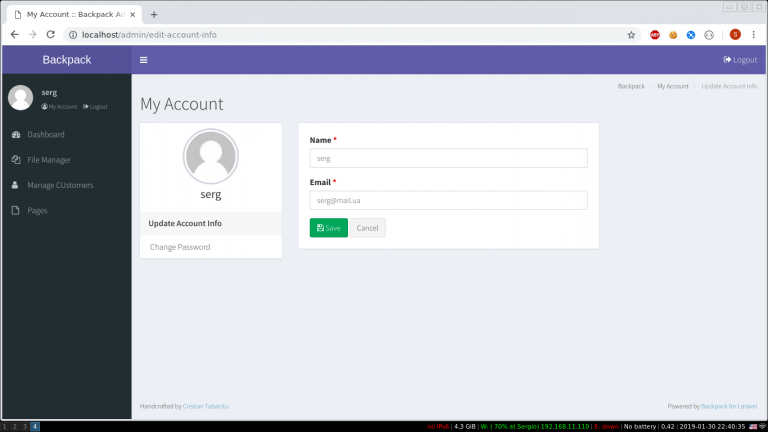 My Account :: Backpack Ad
localhost/admin/edit-account-info
ABP
S
Backpack
Logout
serg
My Account Logout
Backpack My Account Update Account Info
My Account
Dashboard
File Manager
Manage CUstomers
Pages
serg
Update Account Info
Change Password
Name *
serg
Email *
serg@mail.ua
Save Cancel
Handcrafted by Cristian Tabacitu.
Powered by Backpack for Laravel
1 2 3 4
no IPv6 | 4,3 GiB | W: ( 70% at Sergio) 192.168.11.110 | E: down | No battery | 0,42 | 2019-01-30 22:40:35